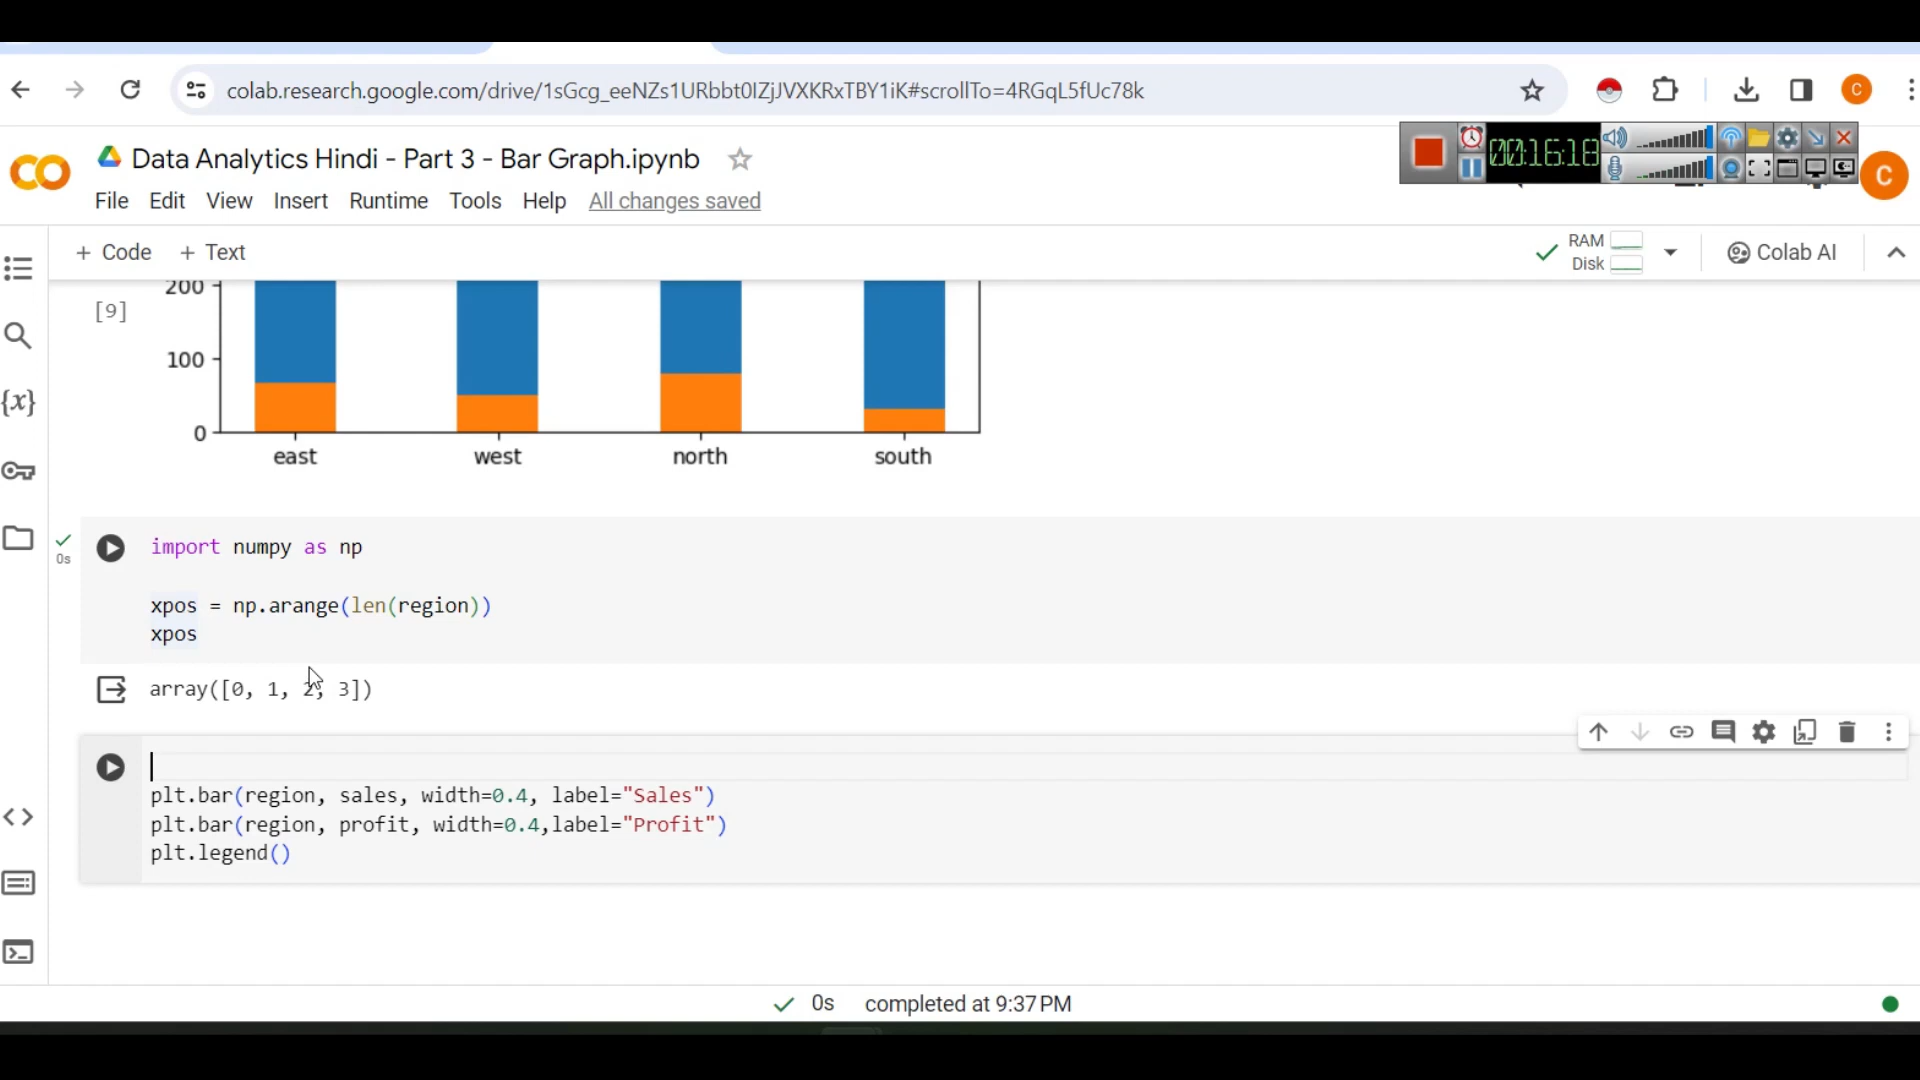 colab.research.google.com/drive/1sGcg_eeNZs1URbbt0IZjJVXKRxTBY1iK#scrollTo=4RGqL5fUc78k
C
Data Analytics Hindi - Part 3 - Bar Graph.ipynb
00:16:18
C
File Edit View Insert Runtime Tools Help All changes saved
+ Code + Text
RAM
Disk
Colab AI
[9]
200
100
0
east west north south
{x}
0s
import numpy as np
xpos = np.arange(len(region))
xpos
array([0, 1, 2, 3])
plt.bar(region, sales, width=0.4, label="Sales")
plt.bar(region, profit, width=0.4,label="Profit")
plt.legend()
0s completed at 9:37 PM